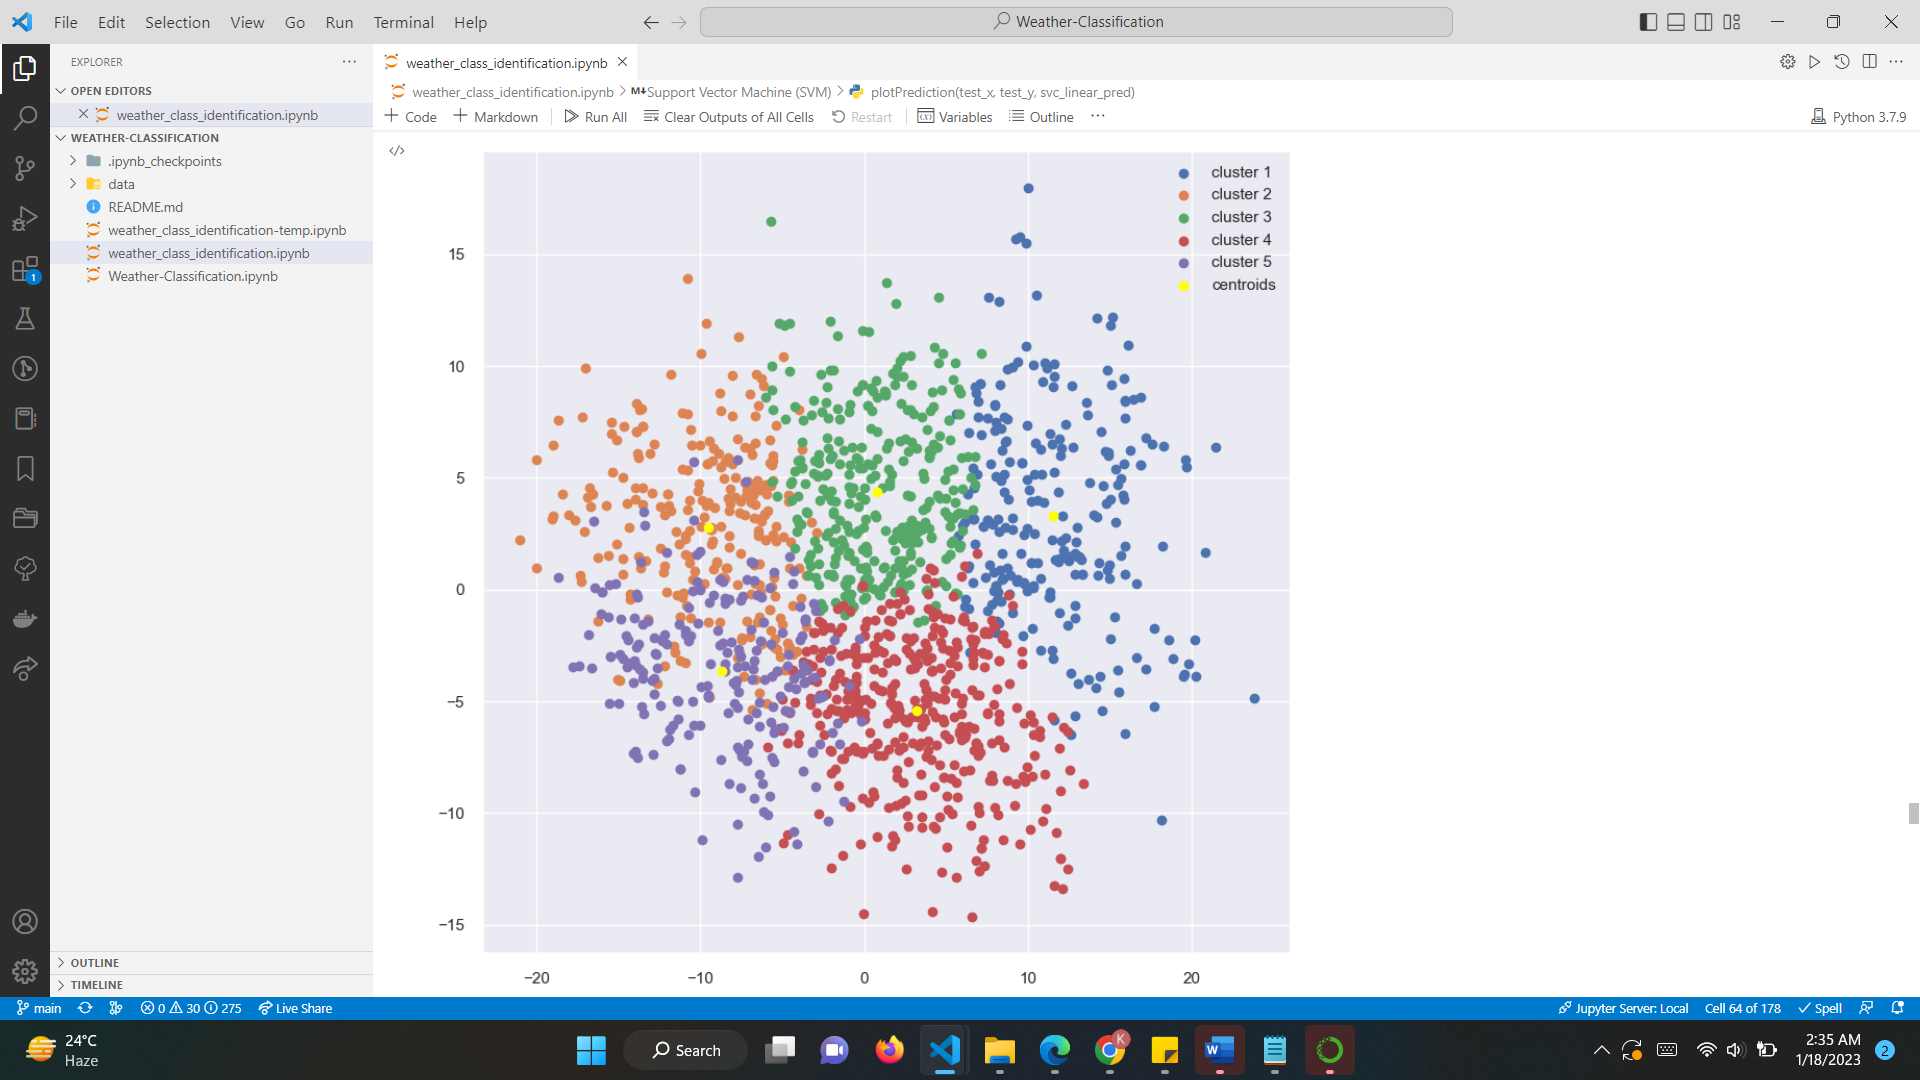 File Edit Selection View Go Run Terminal Help
Weather-Classification
EXPLORER
OPEN EDITORS
weather_class_identification.ipynb
WEATHER-CLASSIFICATION
.ipynb_checkpoints
data
README.md
weather_class_identification-temp.ipynb
weather_class_identification.ipynb
Weather-Classification.ipynb
OUTLINE
TIMELINE
weather_class_identification.ipynb
weather_class_identification.ipynb > M↓Support Vector Machine (SVM) > plotPrediction(test_x, test_y, svc_linear_pred)
+ Code + Markdown Run All Clear Outputs of All Cells Restart Variables Outline ... Python 3.7.9
cluster 1
cluster 2
cluster 3
cluster 4
cluster 5
centroids
15
10
5
0
−5
−10
−15
−20 −10 0 10 20
1
main 0 30 275 Live Share Jupyter Server: Local Cell 64 of 178 Spell
24°C
Haze
Search
K
W
2:35 AM
1/18/2023
2